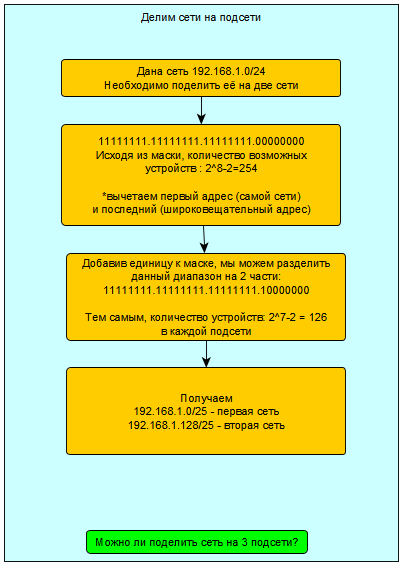 Делим сети на подсети
Дана сеть 192.168.1.0/24
Необходимо поделить её на две сети
11111111.11111111.11111111.00000000
Исходя из маски, количество возможных
устройств : 2^8-2=254
*вычетаем первый адрес (самой сети)
и последний (широковещательный адрес)
Добавив единицу к маске, мы можем разделить
данный диапазон на 2 части:
11111111.11111111.11111111.10000000
Тем самым, количество устройств: 2^7-2 = 126
в каждой подсети
Получаем
192.168.1.0/25 - первая сеть
192.168.1.128/25 - вторая сеть
Можно ли поделить сеть на 3 подсети?